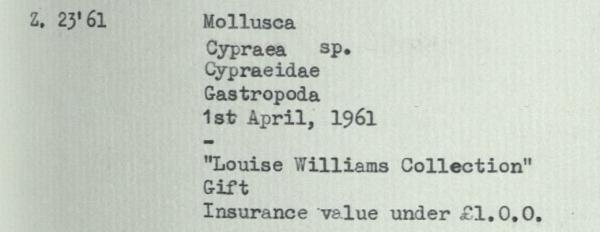 Z. 23'61 Mollusca
Cypraea sp.
Cypraeidae
Gastropoda
1st April, 1961
-
"Louise Williams Collection"
Gift
Insurance value under £1.0.0.